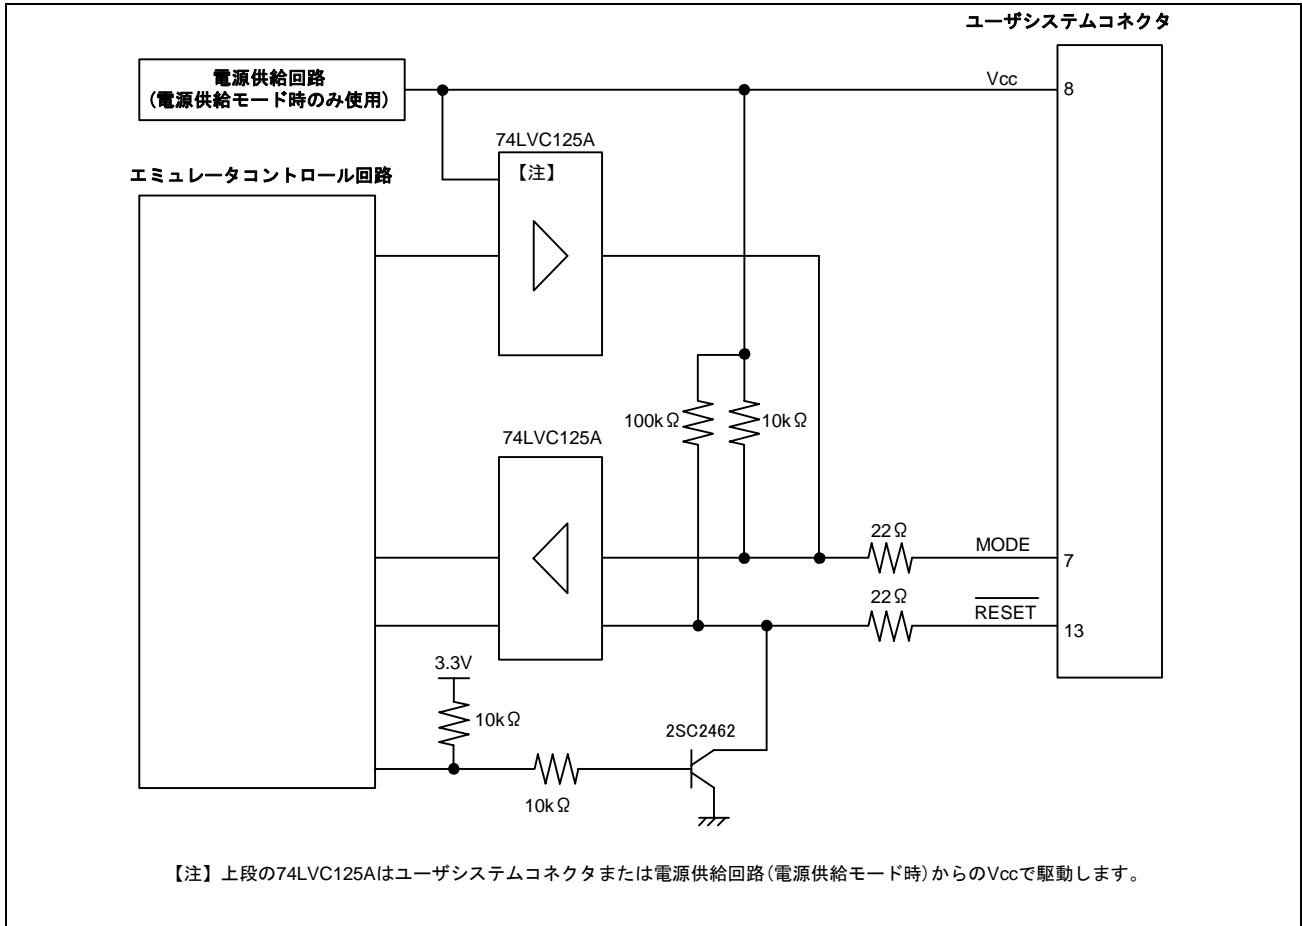 ユーザシステムコネクタ
電源供給回路
(電源供給モード時のみ使用)
Vcc
8
74LVC125A
【注】
エミュレータコントロール回路
100kΩ
10kΩ
74LVC125A
22Ω
MODE
7
22Ω
RESET
13
3.3V
10kΩ
2SC2462
10kΩ
【注】上段の74LVC125Aはユーザシステムコネクタまたは電源供給回路(電源供給モード時)からのVccで駆動します。